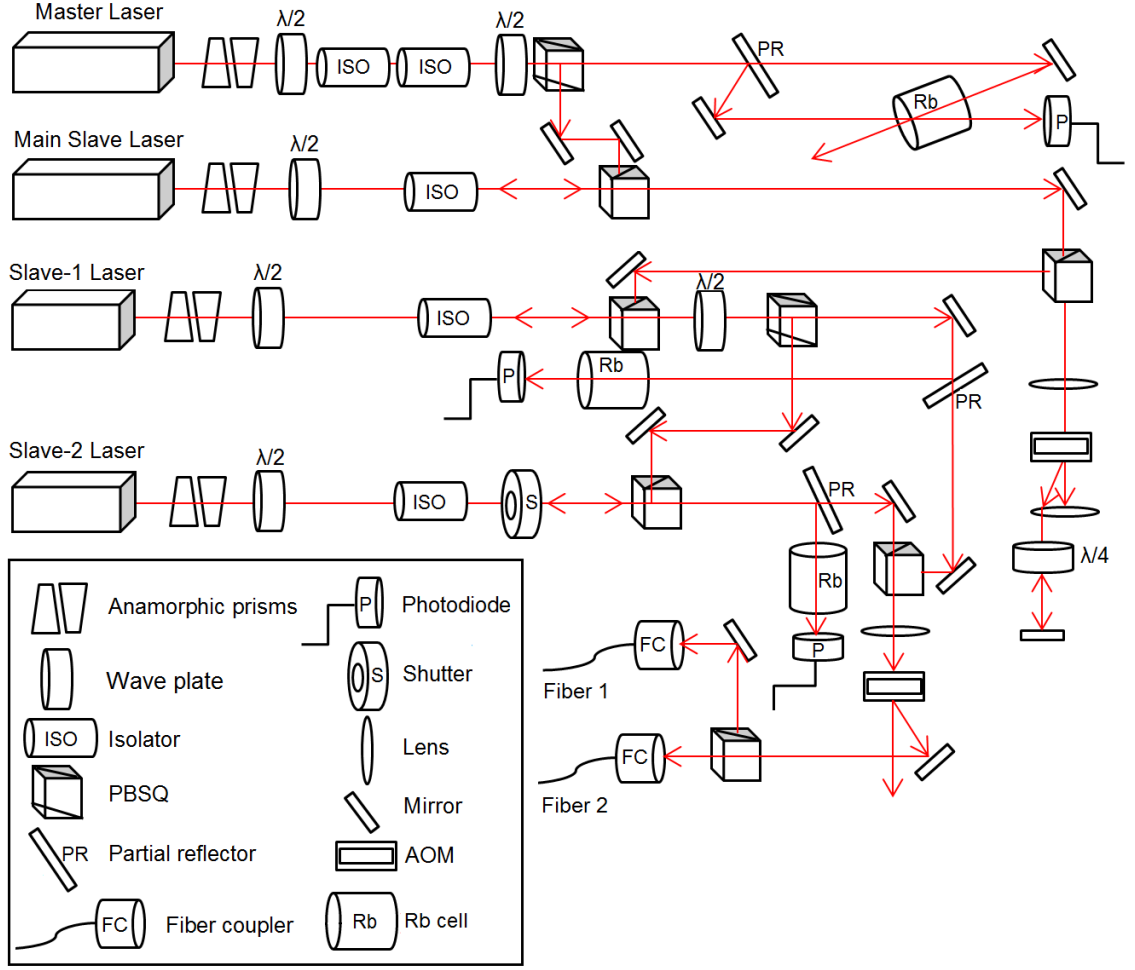 Master Laser
λ/2
λ/2
ISO
ISO
PR
Rb
P
Main Slave Laser
λ/2
ISO
Slave-1 Laser
λ/2
λ/2
ISO
P
Rb
PR
Slave-2 Laser
λ/2
ISO
S
PR
λ/4
Rb
P
FC
Fiber 1
FC
Fiber 2
Anamorphic prisms
P
Photodiode
Wave plate
S
Shutter
ISO
Isolator
Lens
PBSQ
Mirror
PR
Partial reflector
AOM
FC
Fiber coupler
Rb
Rb cell